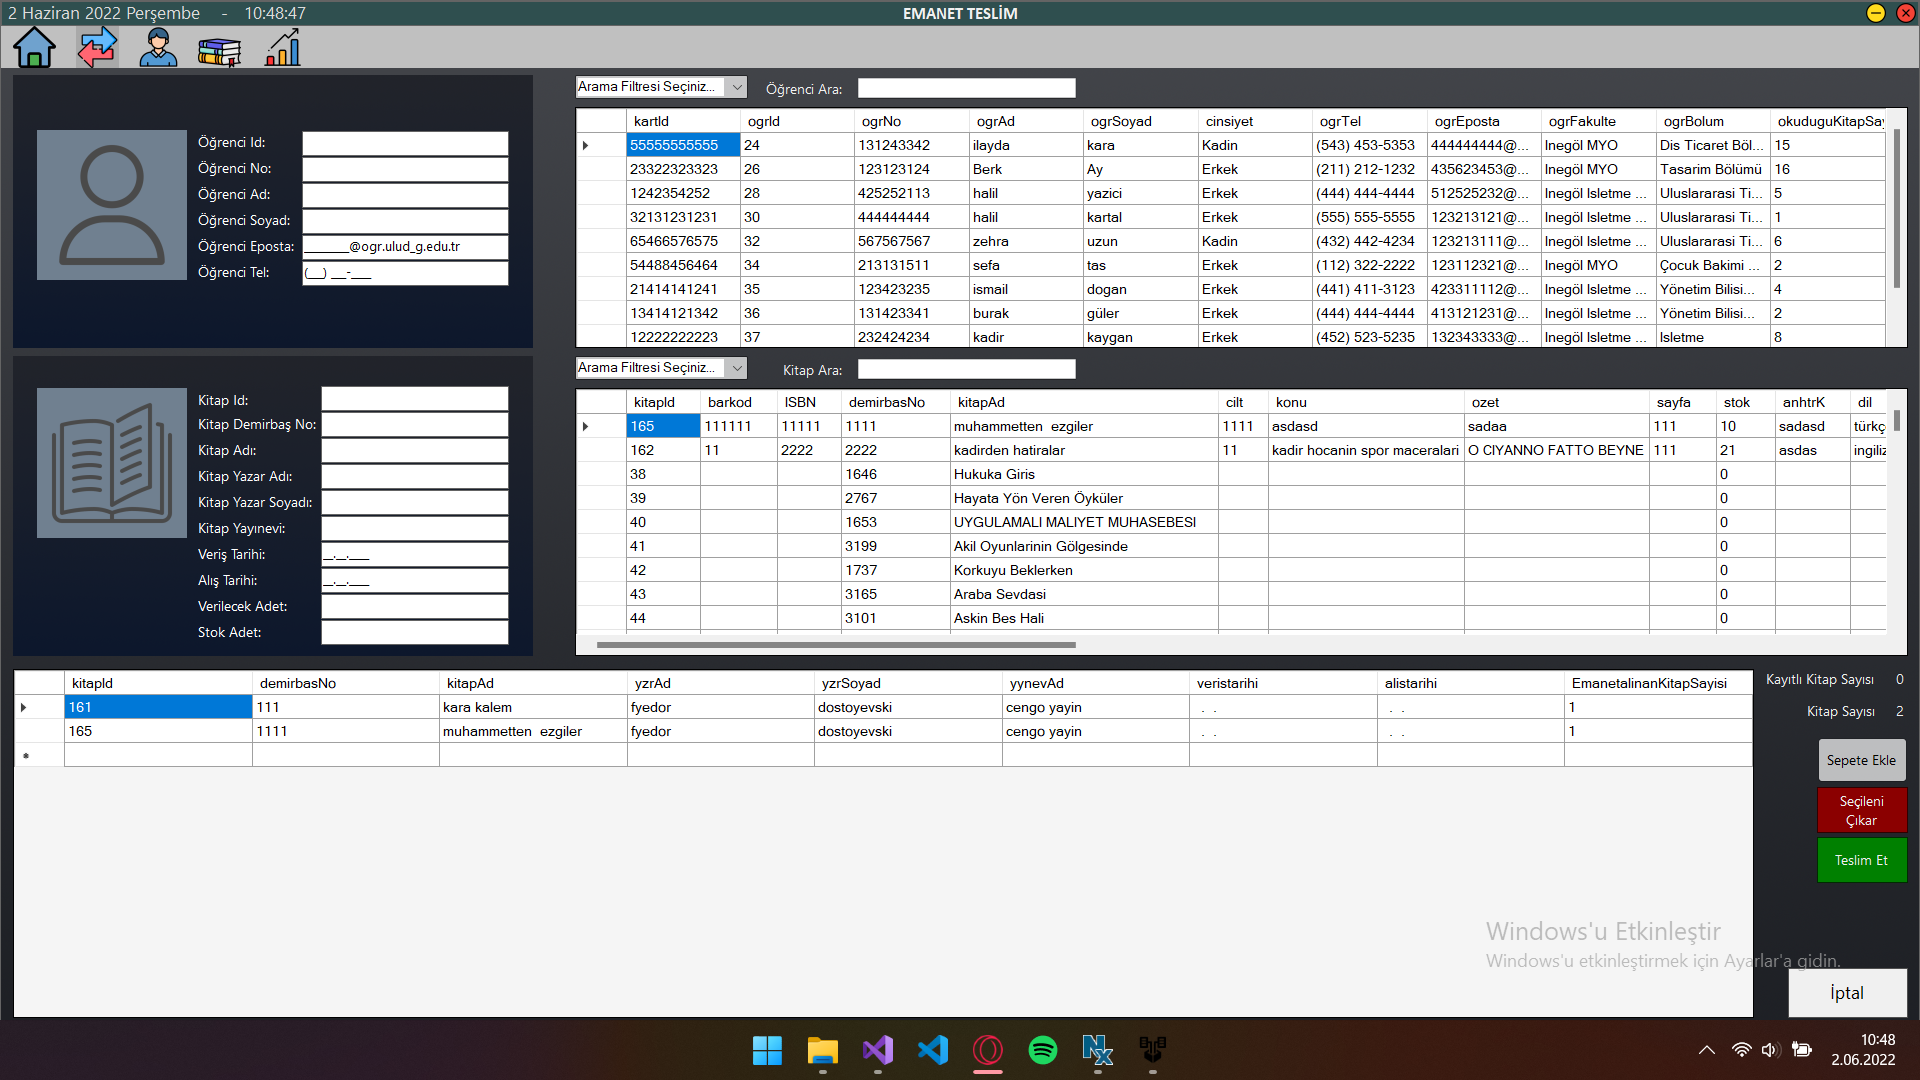 2 Haziran 2022 Perşembe - 10:48:47
EMANET TESLİM
Öğrenci Id:
Öğrenci No:
Öğrenci Ad:
Öğrenci Soyad:
Öğrenci Eposta: ______@ogr.ulud_g.edu.tr
Öğrenci Tel: (__) __-___
Arama Filtresi Seçiniz... Öğrenci Ara:
kartId ogrId ogrNo ogrAd ogrSoyad cinsiyet ogrTel ogrEposta ogrFakulte ogrBolum okuduguKitapSay
55555555555 24 131243342 ilayda kara Kadin (543) 453-5353 444444444@... Inegöl MYO Dis Ticaret Böl... 15
23322323323 26 123123124 Berk Ay Erkek (211) 212-1232 435623453@... Inegöl MYO Tasarim Bölümü 16
1242354252 28 425252113 halil yazici Erkek (444) 444-4444 512525232@... Inegöl Isletme ... Uluslararasi Ti... 5
32131231231 30 444444444 halil kartal Erkek (555) 555-5555 123213121@... Inegöl Isletme ... Uluslararasi Ti... 1
65466576575 32 567567567 zehra uzun Kadin (432) 442-4234 123213111@... Inegöl Isletme ... Uluslararasi Ti... 6
54488456464 34 213131511 sefa tas Erkek (112) 322-2222 123112321@... Inegöl MYO Çocuk Bakimi ... 2
21414141241 35 123423235 ismail dogan Erkek (441) 411-3123 423311112@... Inegöl Isletme ... Yönetim Bilisi... 4
13414121342 36 131423341 burak güler Erkek (444) 444-4444 413121231@... Inegöl Isletme ... Yönetim Bilisi... 2
12222222223 37 232424234 kadir kaygan Erkek (452) 523-5235 132343333@... Inegöl Isletme ... Isletme 8
Kitap Id:
Kitap Demirbaş No:
Kitap Adı:
Kitap Yazar Adı:
Kitap Yazar Soyadı:
Kitap Yayınevi:
Veriş Tarihi: _._.___
Alış Tarihi: _._.___
Verilecek Adet:
Stok Adet:
Arama Filtresi Seçiniz... Kitap Ara:
kitapId barkod ISBN demirbasNo kitapAd cilt konu ozet sayfa stok anhtrK dil
165 111111 11111 1111 muhammetten ezgiler 1111 asdasd sadaa 111 10 sadasd türkç
162 11 2222 2222 kadirden hatiralar 11 kadir hocanin spor maceralari O CIYANNO FATTO BEYNE 111 21 asdas ingiliz
38 1646 Hukuka Giris 0
39 2767 Hayata Yön Veren Öyküler 0
40 1653 UYGULAMALI MALIYET MUHASEBESI 0
41 3199 Akil Oyunlarinin Gölgesinde 0
42 1737 Korkuyu Beklerken 0
43 3165 Araba Sevdasi 0
44 3101 Askin Bes Hali 0
kitapId demirbasNo kitapAd yzrAd yzrSoyad yynevAd veristarihi alistarihi EmanetalinanKitapSayisi
161 111 kara kalem fyedor dostoyevski cengo yayin . . . . 1
165 1111 muhammetten ezgiler fyedor dostoyevski cengo yayin . . . . 1
Kayıtlı Kitap Sayısı 0
Kitap Sayısı 2
Sepete Ekle
Seçileni
Çıkar
Teslim Et
Windows'u Etkinleştir
Windows'u etkinleştirmek için Ayarlar'a gidin.
İptal
10:48
2.06.2022